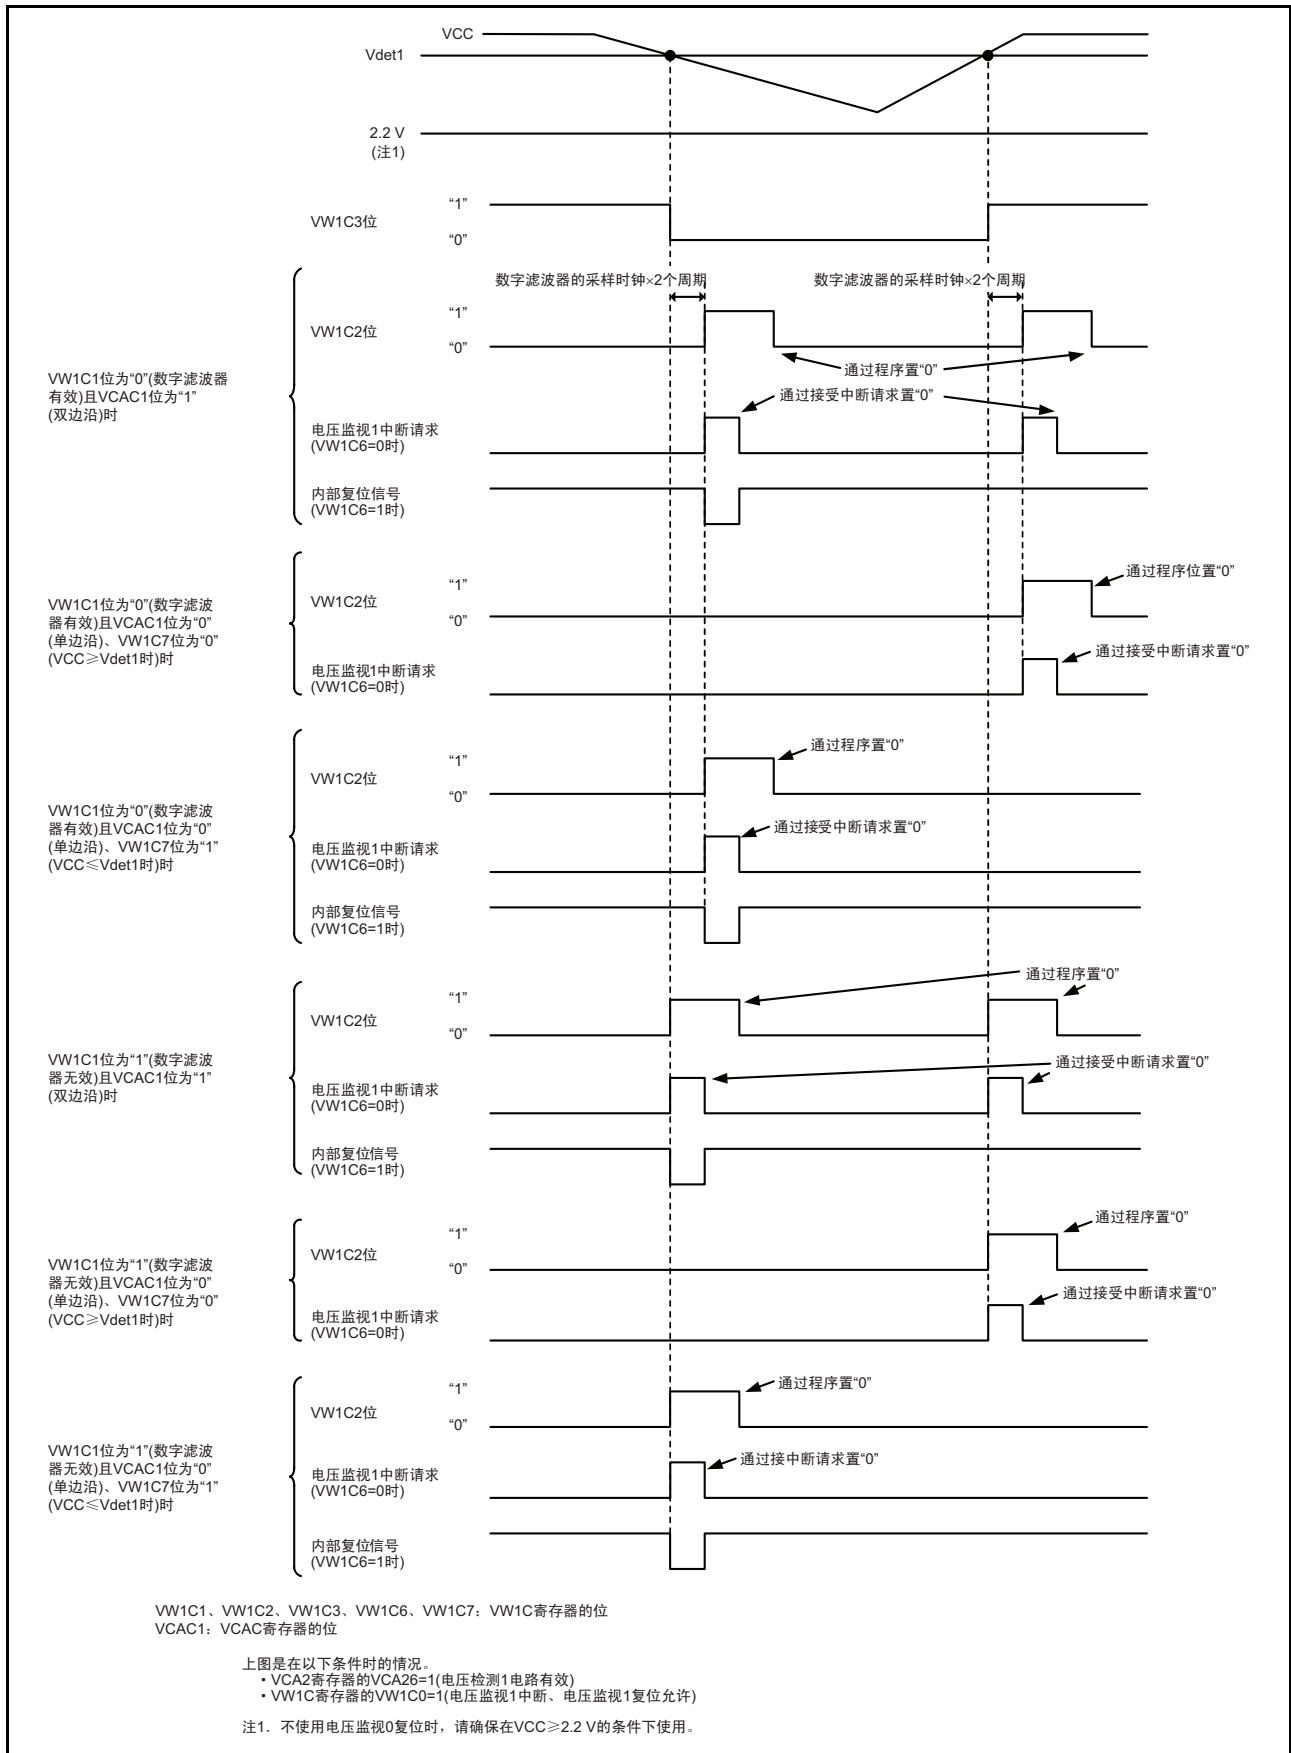 VCC
Vdet1
2.2 V
(注1)
VW1C3位
“1”
“0”
数字滤波器的采样时钟×2个周期
数字滤波器的采样时钟×2个周期
VW1C1位为“0”(数字滤波器
有效)且VCAC1位为“1”
(双边沿)时
VW1C2位
“1”
“0”
通过程序置“0”
通过接受中断请求置“0”
电压监视1中断请求
(VW1C6=0时)
内部复位信号
(VW1C6=1时)
VW1C1位为“0”(数字滤波
器有效)且VCAC1位为“0”
(单边沿)、VW1C7位为“0”
(VCC≥Vdet1时)时
VW1C2位
“1”
“0”
通过程序位置“0”
电压监视1中断请求
(VW1C6=0时)
通过接受中断请求置“0”
VW1C1位为“0”(数字滤波
器有效)且VCAC1位为“0”
(单边沿)、VW1C7位为“1”
(VCC≤Vdet1时)时
VW1C2位
“1”
“0”
通过程序置“0”
电压监视1中断请求
(VW1C6=0时)
通过接受中断请求置“0”
内部复位信号
(VW1C6=1时)
VW1C1位为“1”(数字滤波
器无效)且VCAC1位为“1”
(双边沿)时
VW1C2位
“1”
“0”
通过程序置“0”
电压监视1中断请求
(VW1C6=0时)
通过接受中断请求置“0”
内部复位信号
(VW1C6=1时)
VW1C1位为“1”(数字滤波
器无效)且VCAC1位为“0”
(单边沿)、VW1C7位为“0”
(VCC≥Vdet1时)时
VW1C2位
“1”
“0”
通过程序置“0”
电压监视1中断请求
(VW1C6=0时)
通过接受中断请求置“0”
VW1C1位为“1”(数字滤波
器无效)且VCAC1位为“0”
(单边沿)、VW1C7位为“1”
(VCC≤Vdet1时)时
VW1C2位
“1”
“0”
通过程序置“0”
电压监视1中断请求
(VW1C6=0时)
通过接中断请求置“0”
内部复位信号
(VW1C6=1时)
VW1C1、VW1C2、VW1C3、VW1C6、VW1C7：VW1C寄存器的位
VCAC1：VCAC寄存器的位
上图是在以下条件时的情况。
・VCA2寄存器的VCA26=1(电压检测1电路有效)
・VW1C寄存器的VW1C0=1(电压监视1中断、电压监视1复位允许)
注1. 不使用电压监视0复位时，请确保在VCC≥2.2 V的条件下使用。